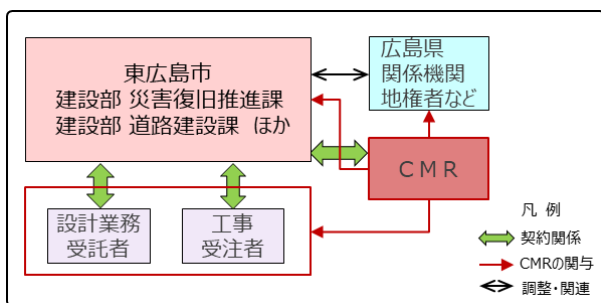 東広島市
建設部 災害復旧推進課
建設部 道路建設課 ほか
広島県
関係機関
地権者など
CMR
設計業務
受託者
工事
受注者
凡 例
契約関係
CMRの関与
調整・関連